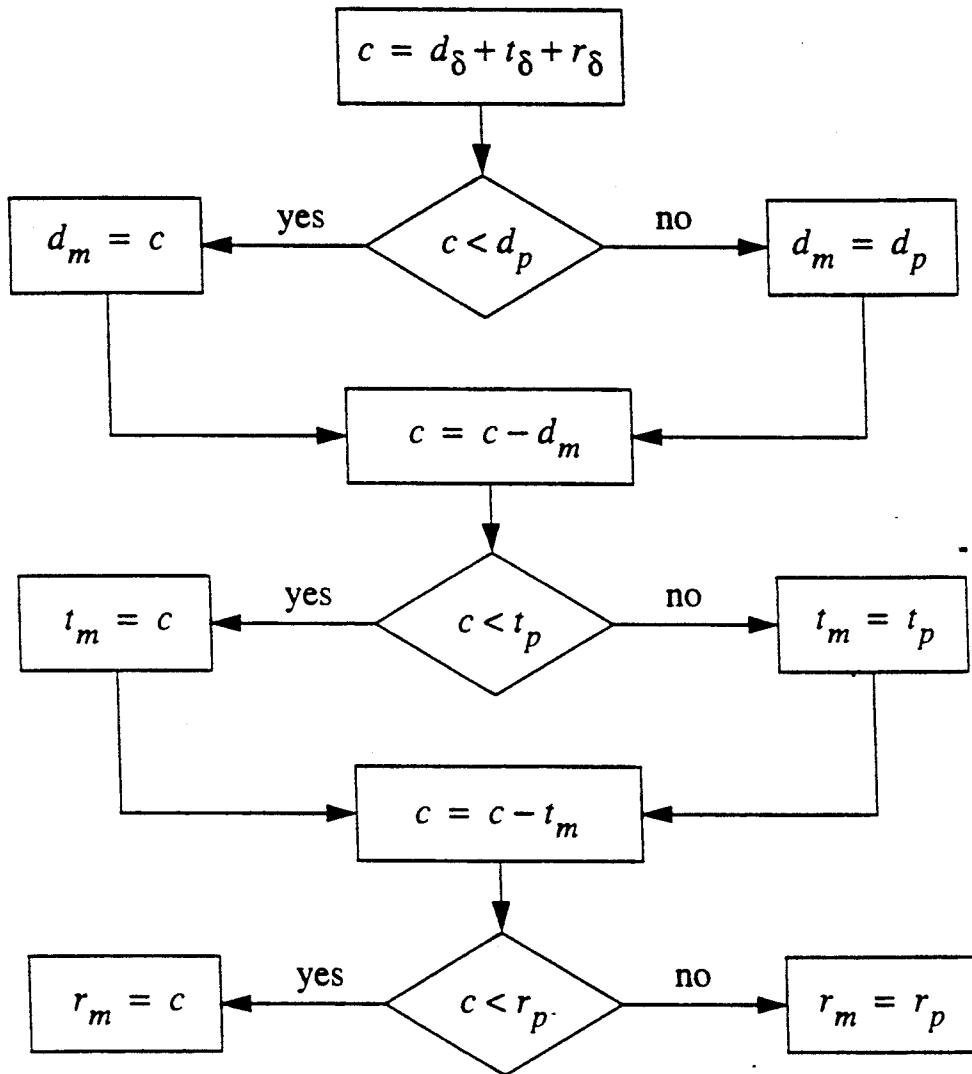 c = d_δ + t_δ + r_δ
yes
no
d_m = c
c < d_p
d_m = d_p
c = c - d_m
yes
no
t_m = c
c < t_p
t_m = t_p
c = c - t_m
yes
no
r_m = c
c < r_p
r_m = r_p